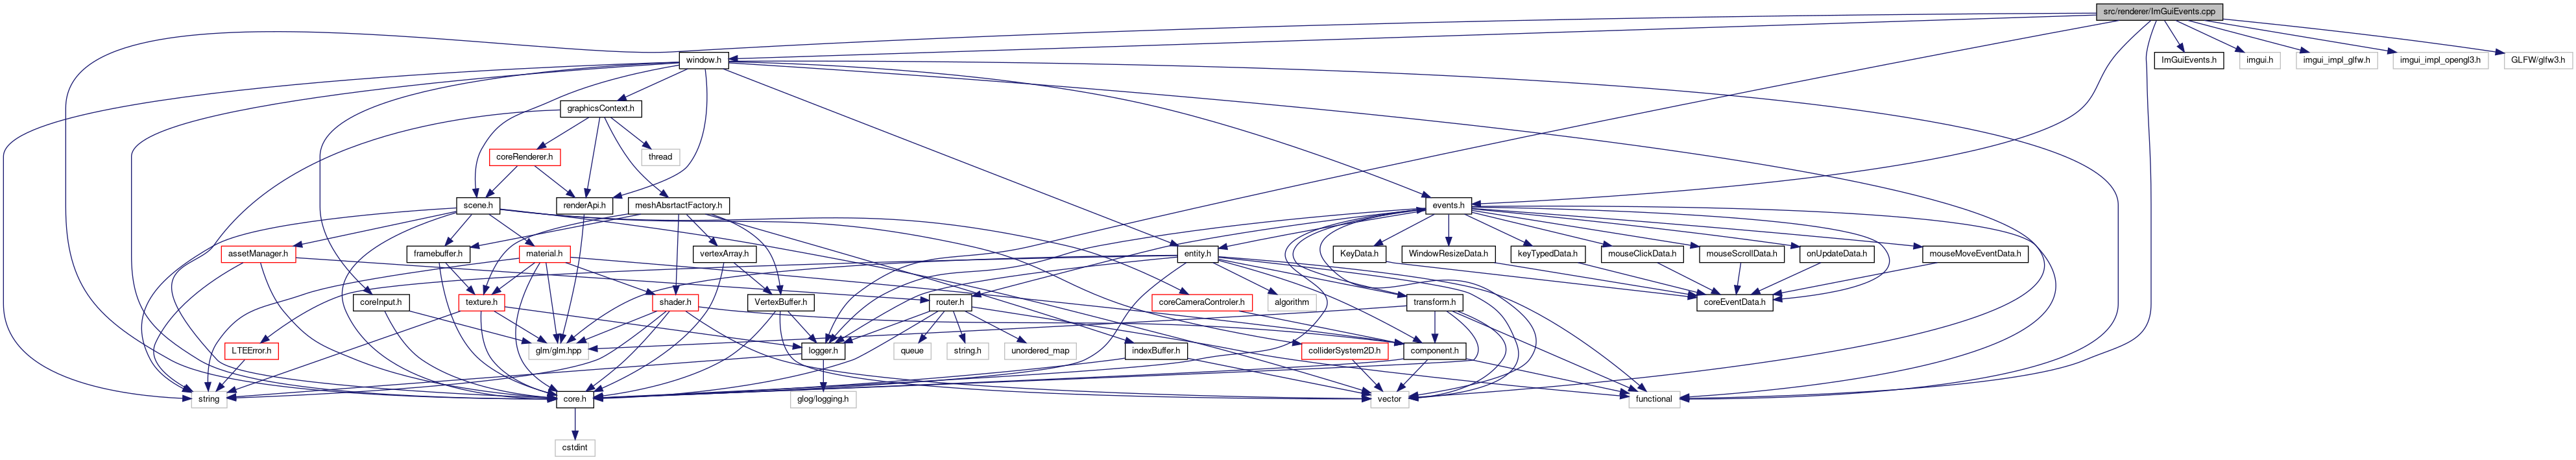 src/renderer/ImGuiEvents.cpp
window.h
ImGuiEvents.h
imgui.h
imgui_impl_glfw.h
imgui_impl_opengl3.h
GLFW/glfw3.h
graphicsContext.h
coreRenderer.h
thread
scene.h
renderApi.h
meshAbsrtactFactory.h
events.h
assetManager.h
framebuffer.h
material.h
vertexArray.h
entity.h
KeyData.h
WindowResizeData.h
keyTypedData.h
mouseClickData.h
mouseScrollData.h
onUpdateData.h
mouseMoveEventData.h
coreInput.h
texture.h
shader.h
VertexBuffer.h
router.h
coreCameraControler.h
algorithm
transform.h
coreEventData.h
LTEError.h
glm/glm.hpp
logger.h
queue
string.h
unordered_map
indexBuffer.h
colliderSystem2D.h
component.h
string
core.h
glog/logging.h
vector
functional
cstdint